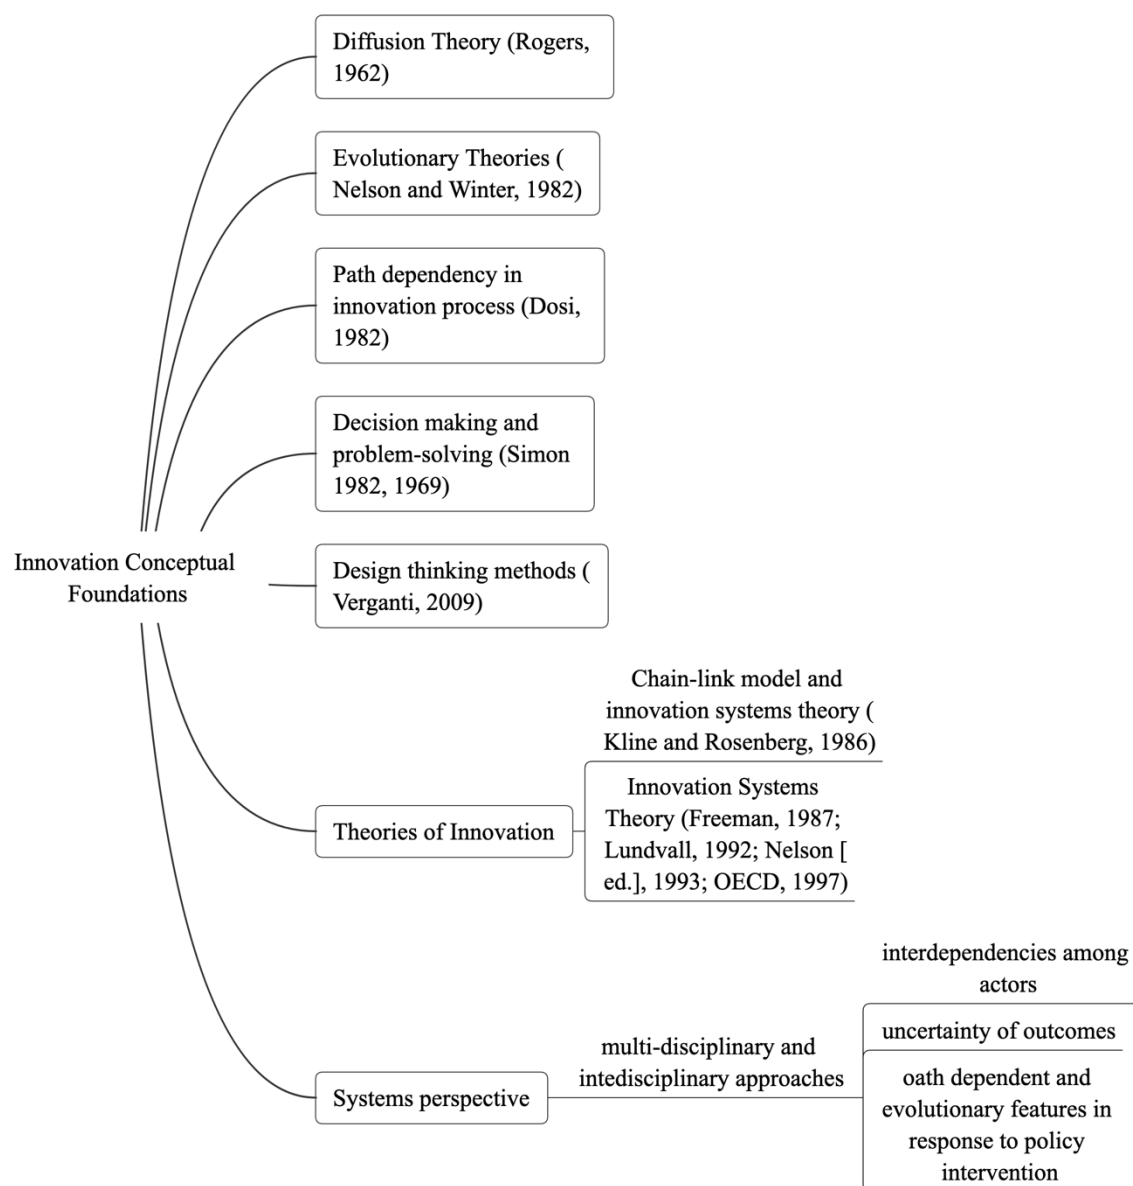 Diffusion Theory (Rogers,
1962)
Evolutionary Theories (
Nelson and Winter, 1982)
Path dependency in
innovation process (Dosi,
1982)
Decision making and
problem-solving (Simon
1982, 1969)
Innovation Conceptual
Foundations
Design thinking methods (
Verganti, 2009)
Chain-link model and
innovation systems theory (
Kline and Rosenberg, 1986)
Innovation Systems
Theory (Freeman, 1987;
Lundvall, 1992; Nelson [
ed.], 1993; OECD, 1997)
Theories of Innovation
interdependencies among
actors
uncertainty of outcomes
multi-disciplinary and
intedisciplinary approaches
Systems perspective
oath dependent and
evolutionary features in
response to policy
intervention